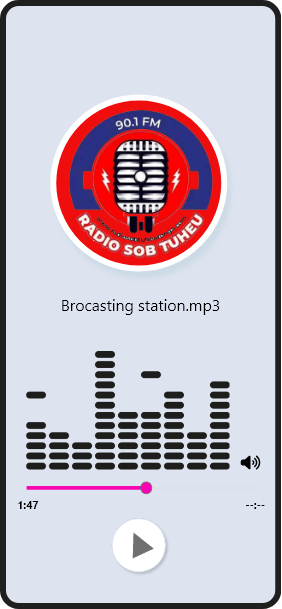 90.1 FM
RADIO SOB TUHEU
Brocasting station.mp3
1:47
--:--